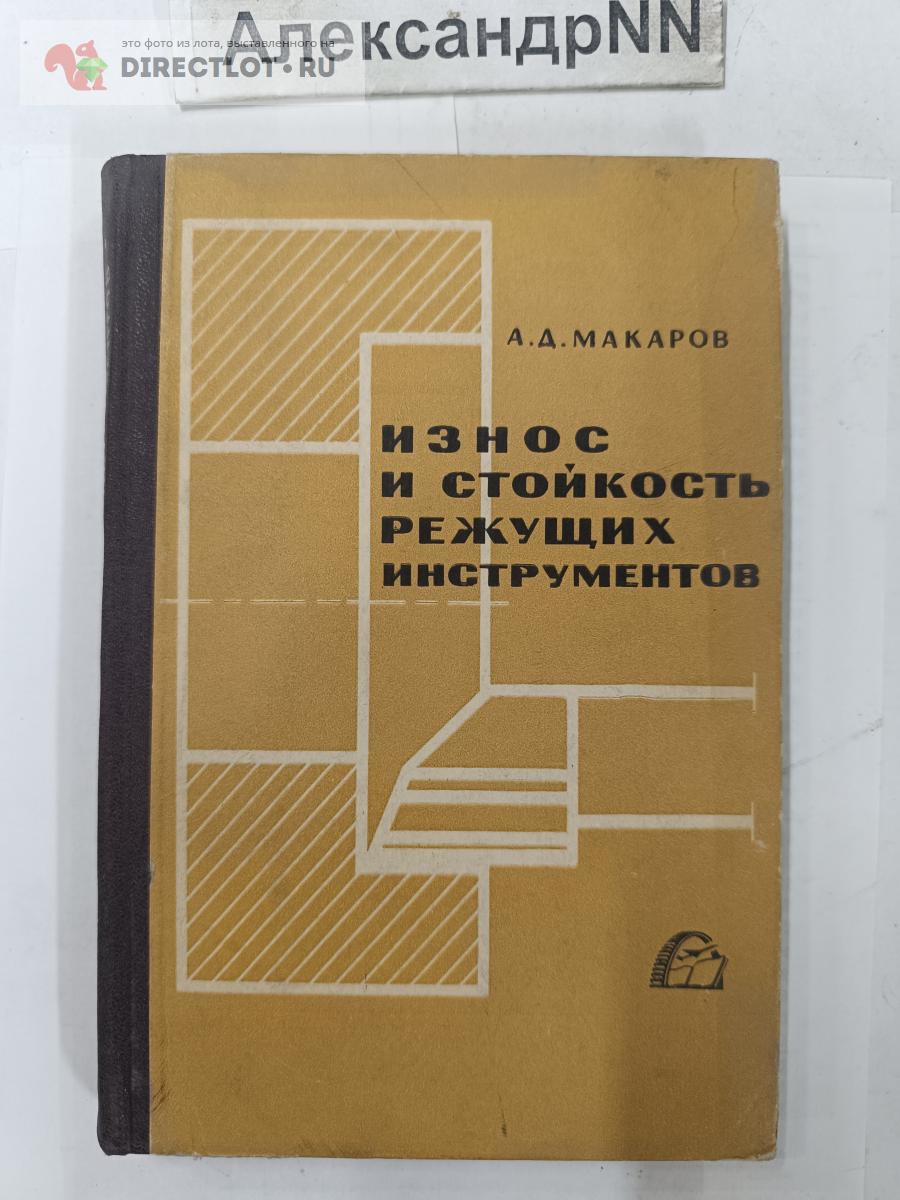 АлександрNN
это фото из лота, выставленного на
DIRECTLOT·RU
А.Д.МАКАРОВ
ИЗНОС
И СТОЙКОСТЬ
РЕЖУЩИХ
ИНСТРУМЕНТОВ